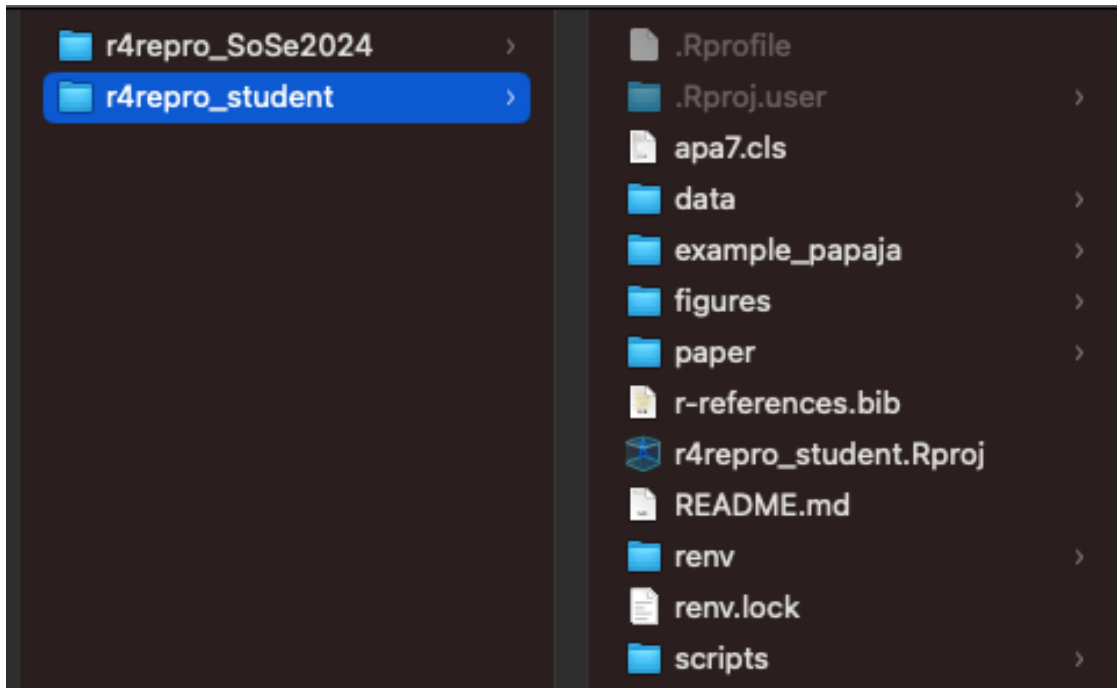 r4repro_SoSe2024
r4repro_student
.Rprofile
.Rproj.user
apa7.cls
data
example_papaja
figures
paper
r-references.bib
r4repro_student.Rproj
README.md
renv
renv.lock
scripts